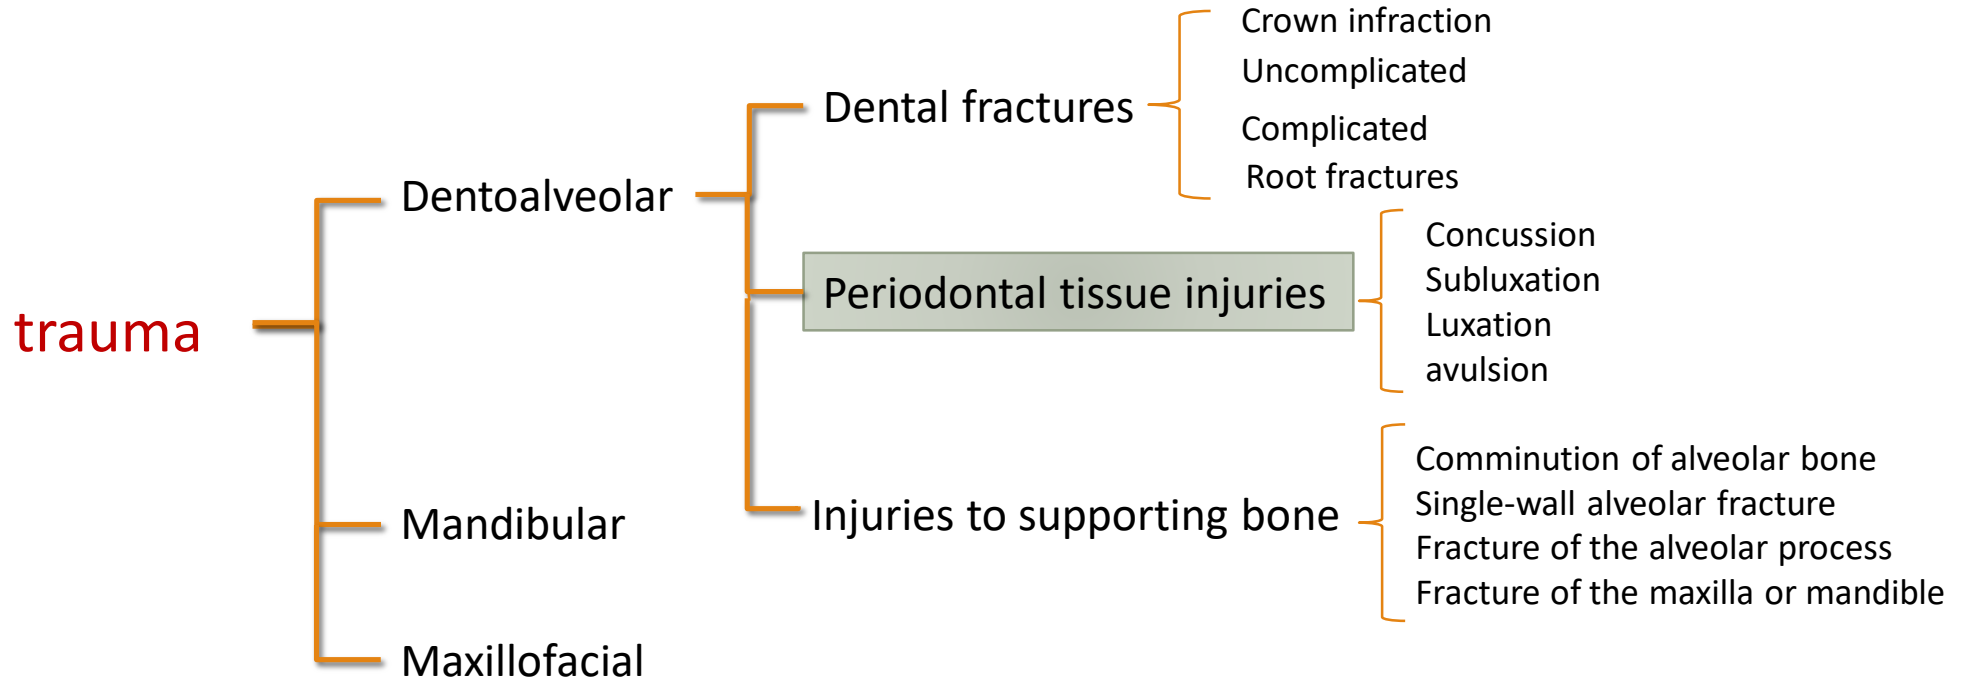 trauma
Dentoalveolar
Dental fractures
Crown infraction
Uncomplicated
Complicated
Root fractures
Periodontal tissue injuries
Concussion
Subluxation
Luxation
avulsion
Injuries to supporting bone
Comminution of alveolar bone
Single-wall alveolar fracture
Fracture of the alveolar process
Fracture of the maxilla or mandible
Mandibular
Maxillofacial